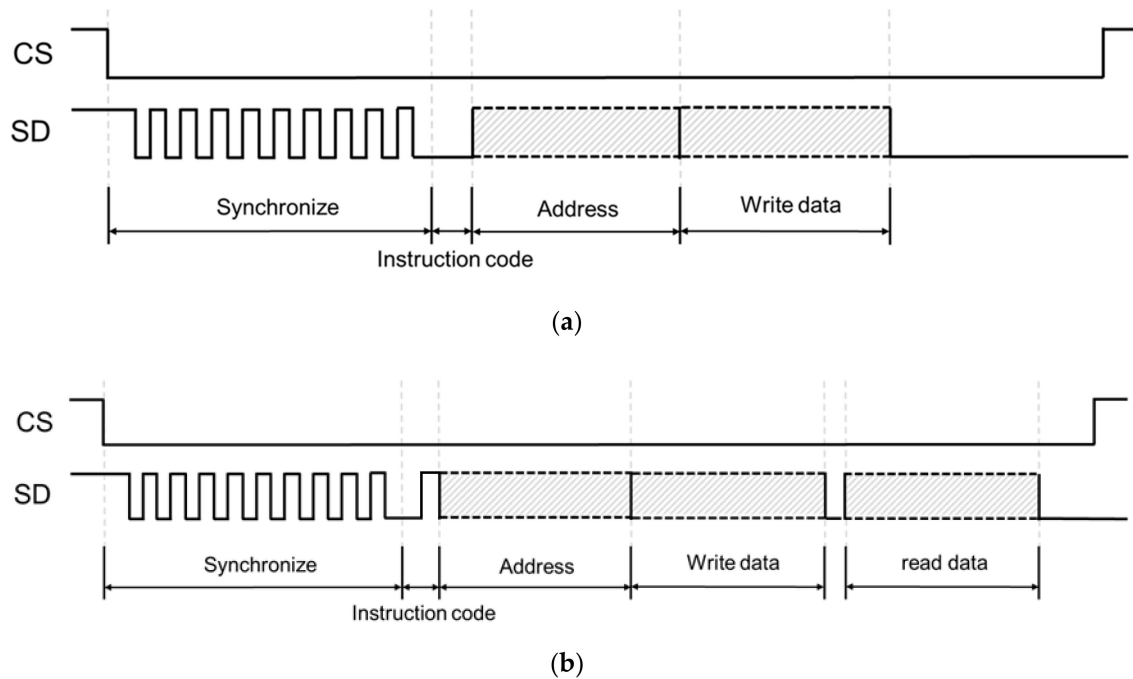 CS
SD
Synchronize
Address
Write data
Instruction code
(a)
CS
SD
Synchronize
Address
Write data
read data
Instruction code
(b)